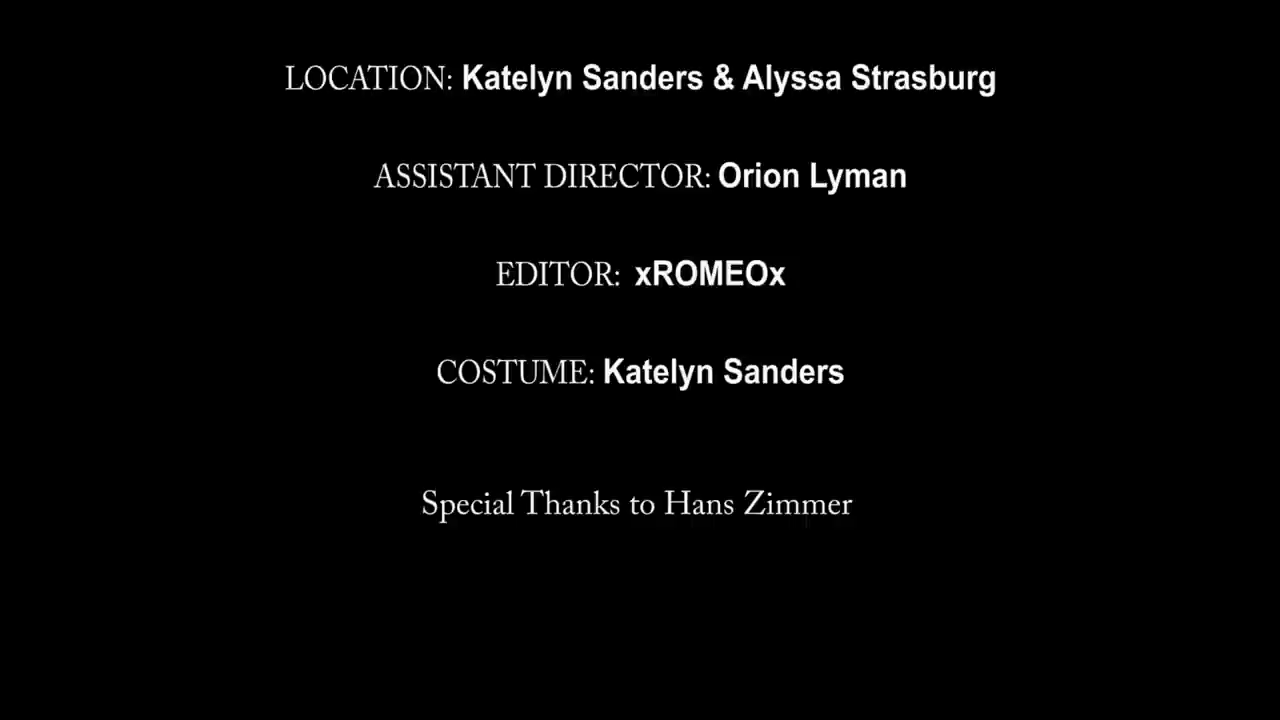 LOCATION: Katelyn Sanders & Alyssa Strasburg
ASSISTANT DIRECTOR: Orion Lyman
EDITOR: xROMEOx
COSTUME: Katelyn Sanders
Special Thanks to Hans Zimmer